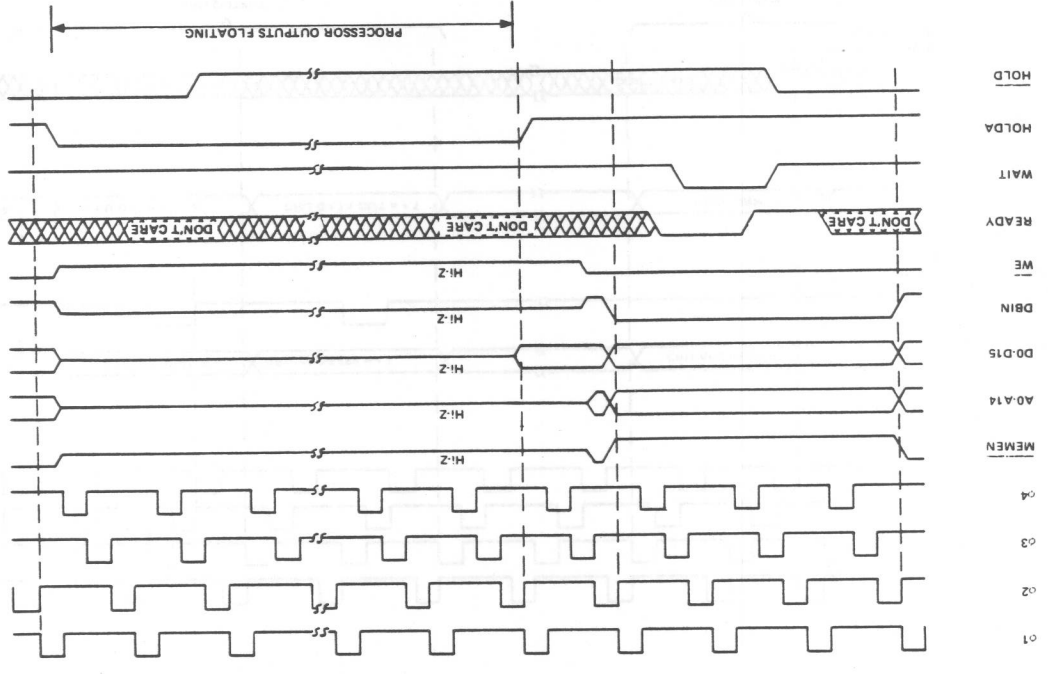 φ1
φ2
φ3
φ4
MEMEN Hi-Z
A0-A14 Hi-Z
D0-D15 Hi-Z
DBIN Hi-Z
WE Hi-Z
READY DON'T CARE DON'T CARE DON'T CARE
WAIT
HOLDA
HOLD
PROCESSOR OUTPUTS FLOATING